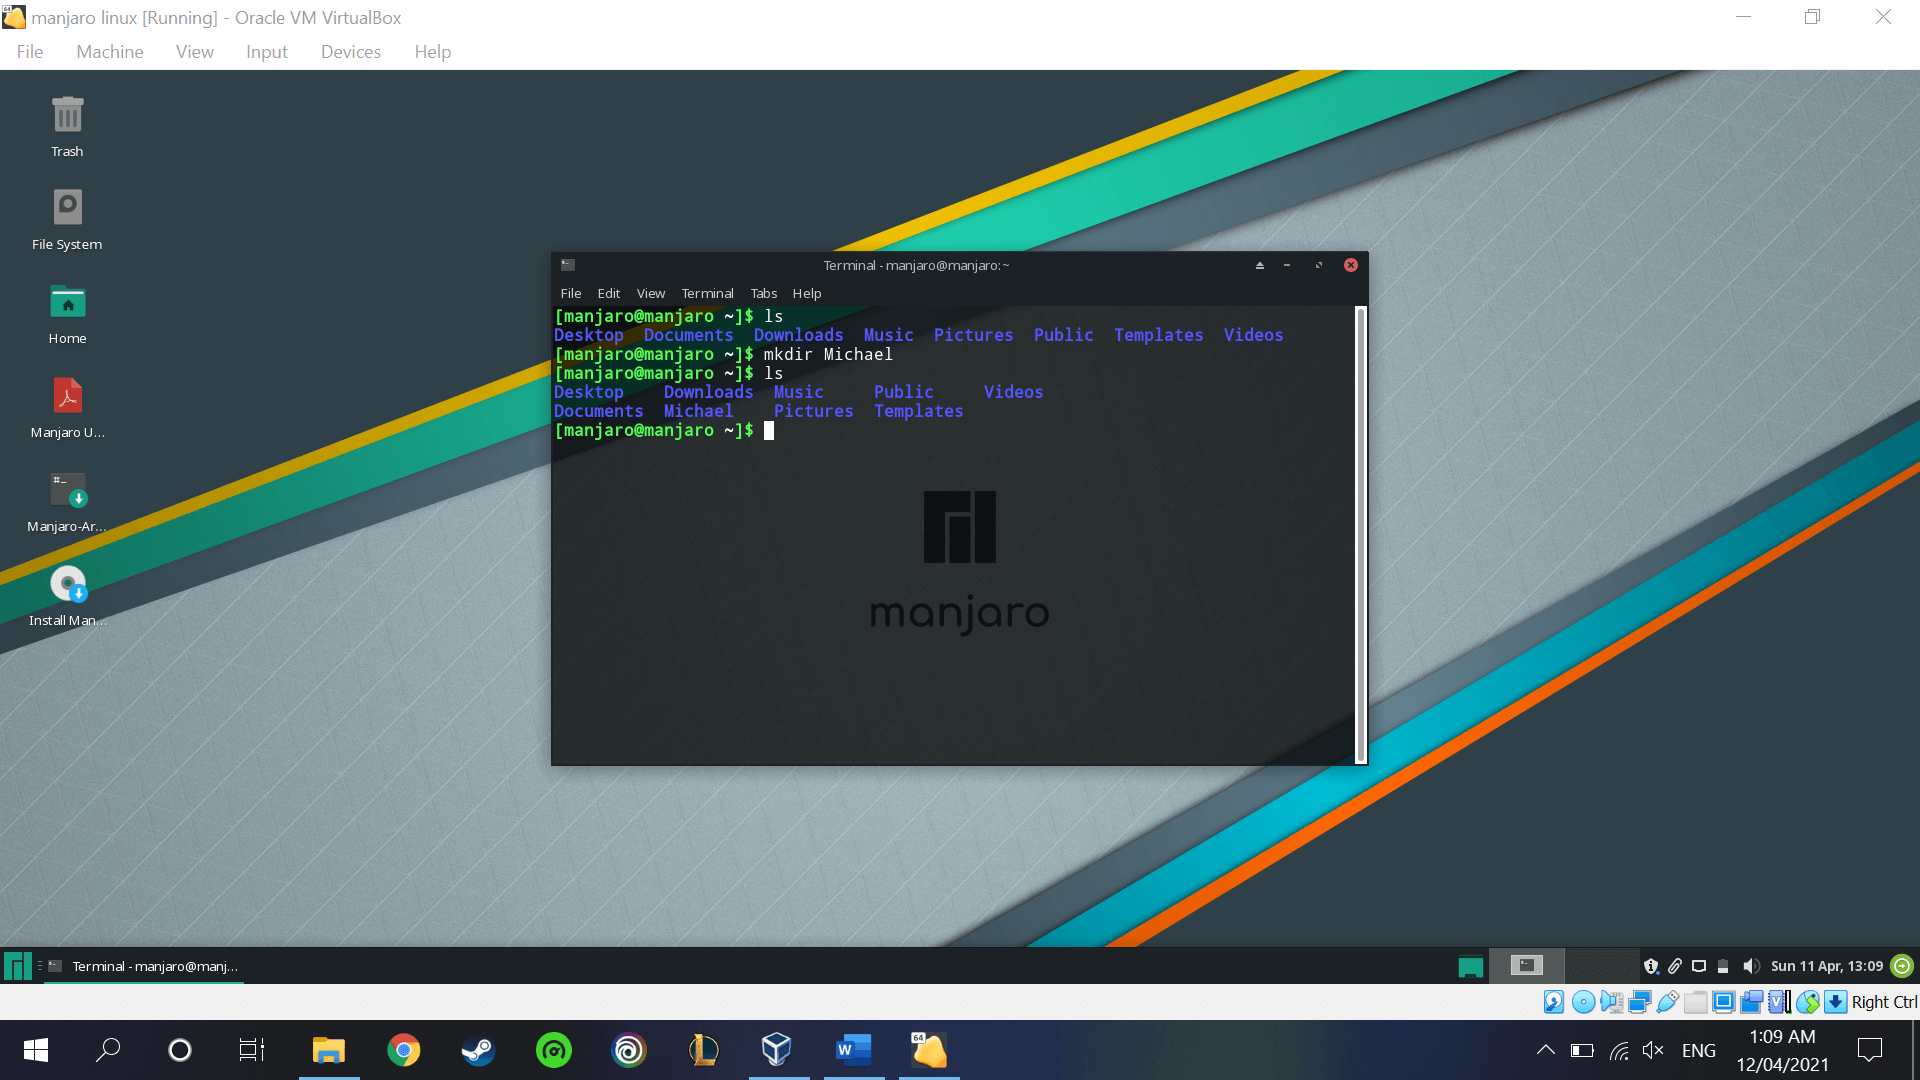 manjaro linux [Running] - Oracle VM VirtualBox
File Machine View Input Devices Help
Trash
File System
Home
Manjaro U...
Manjaro-Ar...
Install Man...
Terminal - manjaro@manjaro:~
File Edit View Terminal Tabs Help
[manjaro@manjaro ~]$ ls
Desktop Documents Downloads Music Pictures Public Templates Videos
[manjaro@manjaro ~]$ mkdir Michael
[manjaro@manjaro ~]$ ls
Desktop Downloads Music Public Videos
Documents Michael Pictures Templates
[manjaro@manjaro ~]$
manjaro
Terminal - manjaro@manj...
Sun 11 Apr, 13:09
Right Ctrl
64
ENG
1:09 AM
12/04/2021